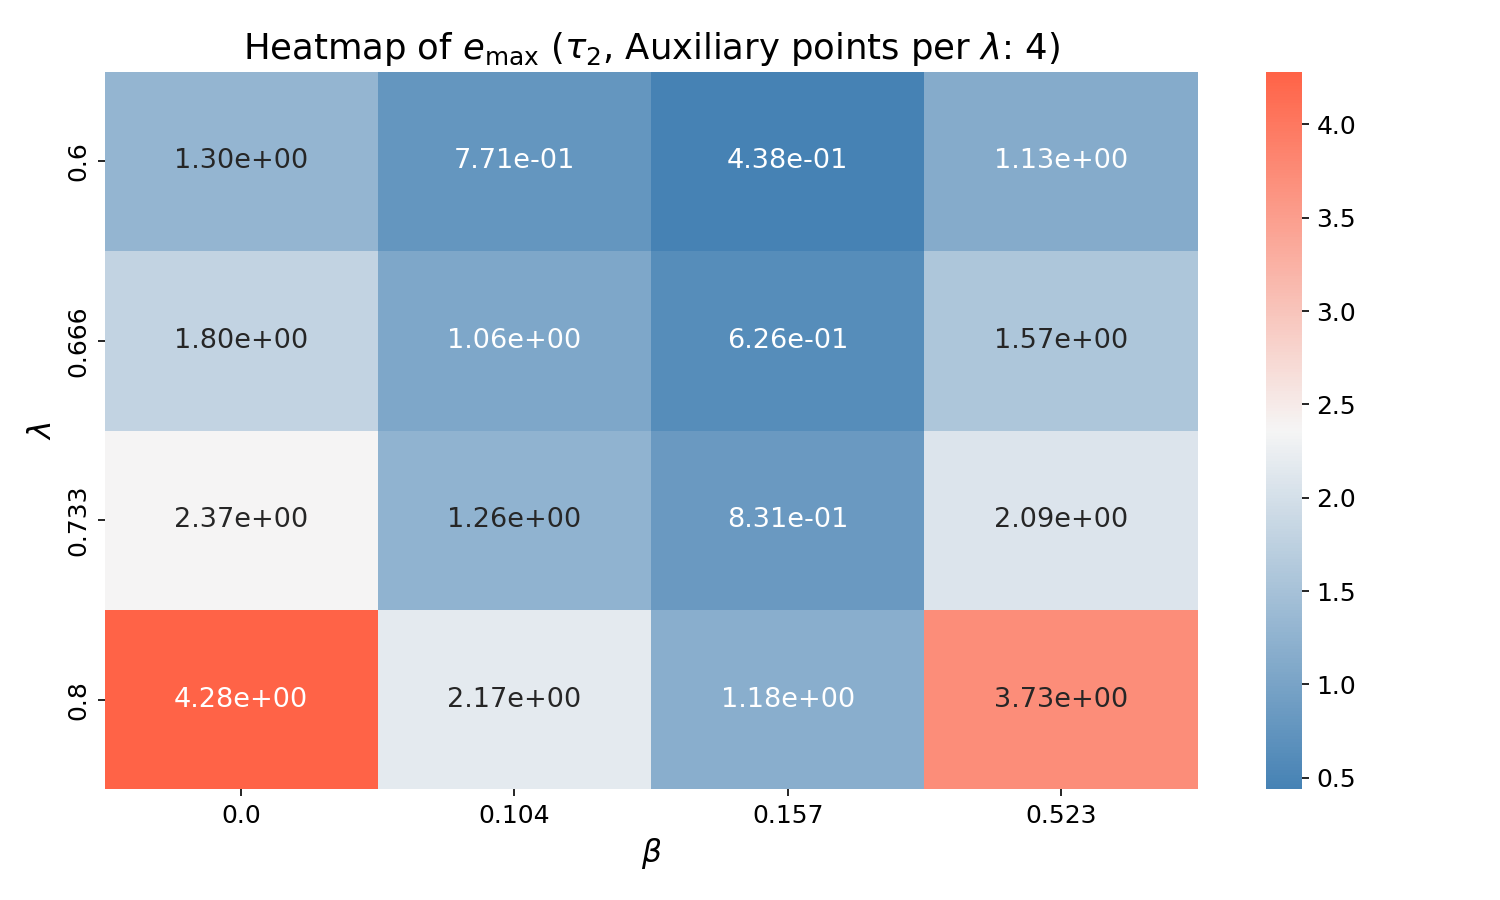 Heatmap of e_max (τ_2, Auxiliary points per λ: 4)
0.6 1.30e+00 7.71e-01 4.38e-01 1.13e+00
0.666 1.80e+00 1.06e+00 6.26e-01 1.57e+00
0.733 2.37e+00 1.26e+00 8.31e-01 2.09e+00
0.8 4.28e+00 2.17e+00 1.18e+00 3.73e+00
λ
0.0 0.104 0.157 0.523
β
4.0
3.5
3.0
2.5
2.0
1.5
1.0
0.5